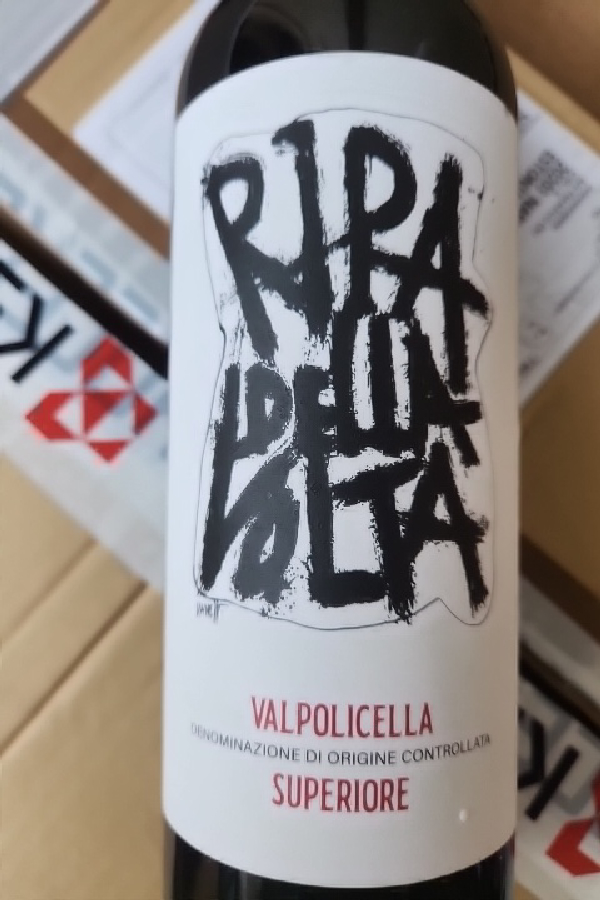 RIPA
DELLA
VOLTA
VALPOLICELLA
DENOMINAZIONE DI ORIGINE CONTROLLATA
SUPERIORE